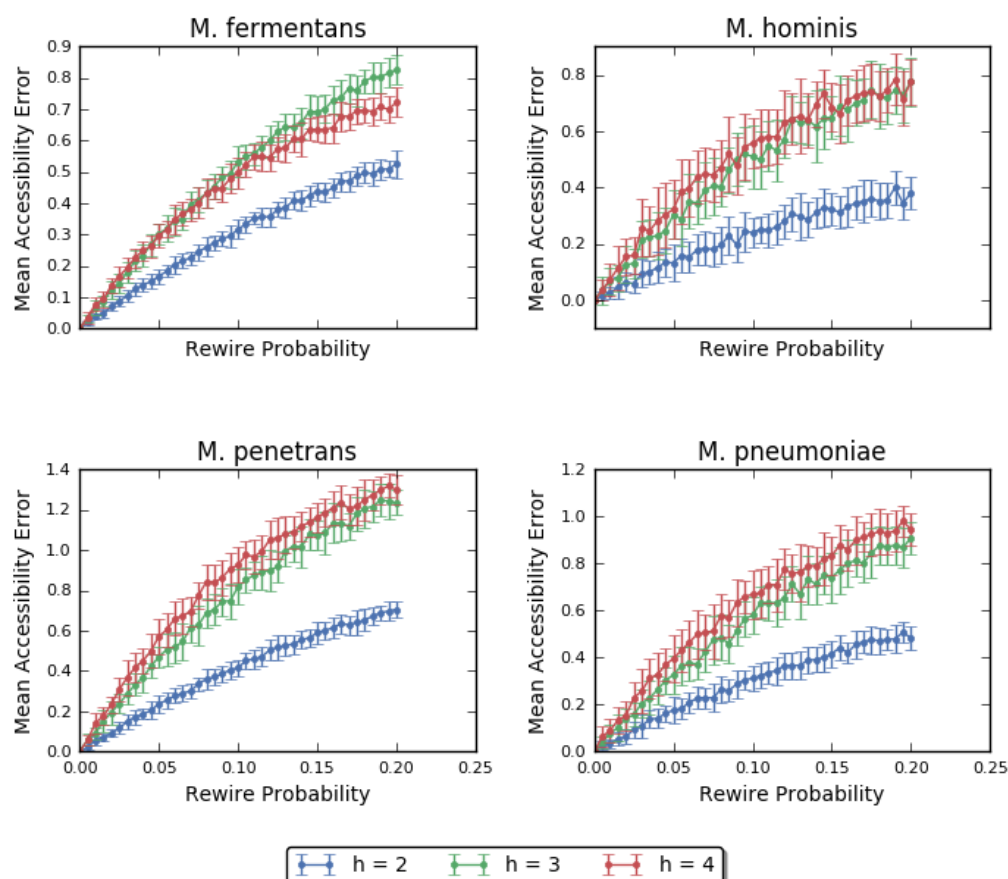 M. fermentans
0.9
0.8
0.7
0.6
0.5
0.4
0.3
0.2
0.1
0.0
Mean Accessibility Error
Rewire Probability
M. hominis
0.8
0.6
0.4
0.2
0.0
Mean Accessibility Error
Rewire Probability
M. penetrans
1.4
1.2
1.0
0.8
0.6
0.4
0.2
0.0
Mean Accessibility Error
0.00 0.05 0.10 0.15 0.20 0.25
Rewire Probability
M. pneumoniae
1.2
1.0
0.8
0.6
0.4
0.2
0.0
Mean Accessibility Error
0.00 0.05 0.10 0.15 0.20 0.25
Rewire Probability
h = 2 h = 3 h = 4